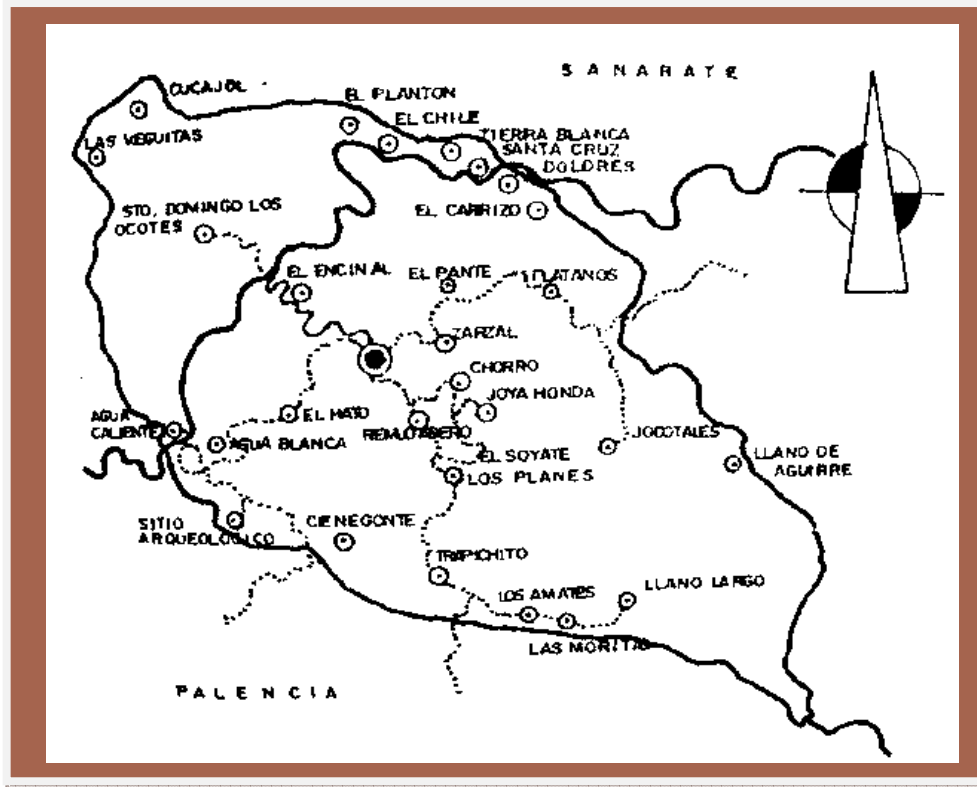 SANARATE
CUCAJOL
EL PLANTON
EL CHILE
LAS VEGUITAS
TIERRA BLANCA
SANTA CRUZ
DOLORES
STO. DOMINGO LOS
OCOTES
EL CARRIZO
EL ENCINAL
EL PANTE
PLATANOS
ZARZAL
CHORRO
JOYA HONDA
AGUA
CALIENTE
EL HATO
AGUA BLANCA
REMUDADERO
JOCOTALES
EL SOYATE
LOS PLANES
LLANO DE
AGUIRRE
SITIO
ARQUEOLOGICO
CIENEGONTE
TRAPICHITO
LOS AMATES
LLANO LARGO
LAS MORITAS
PALENCIA